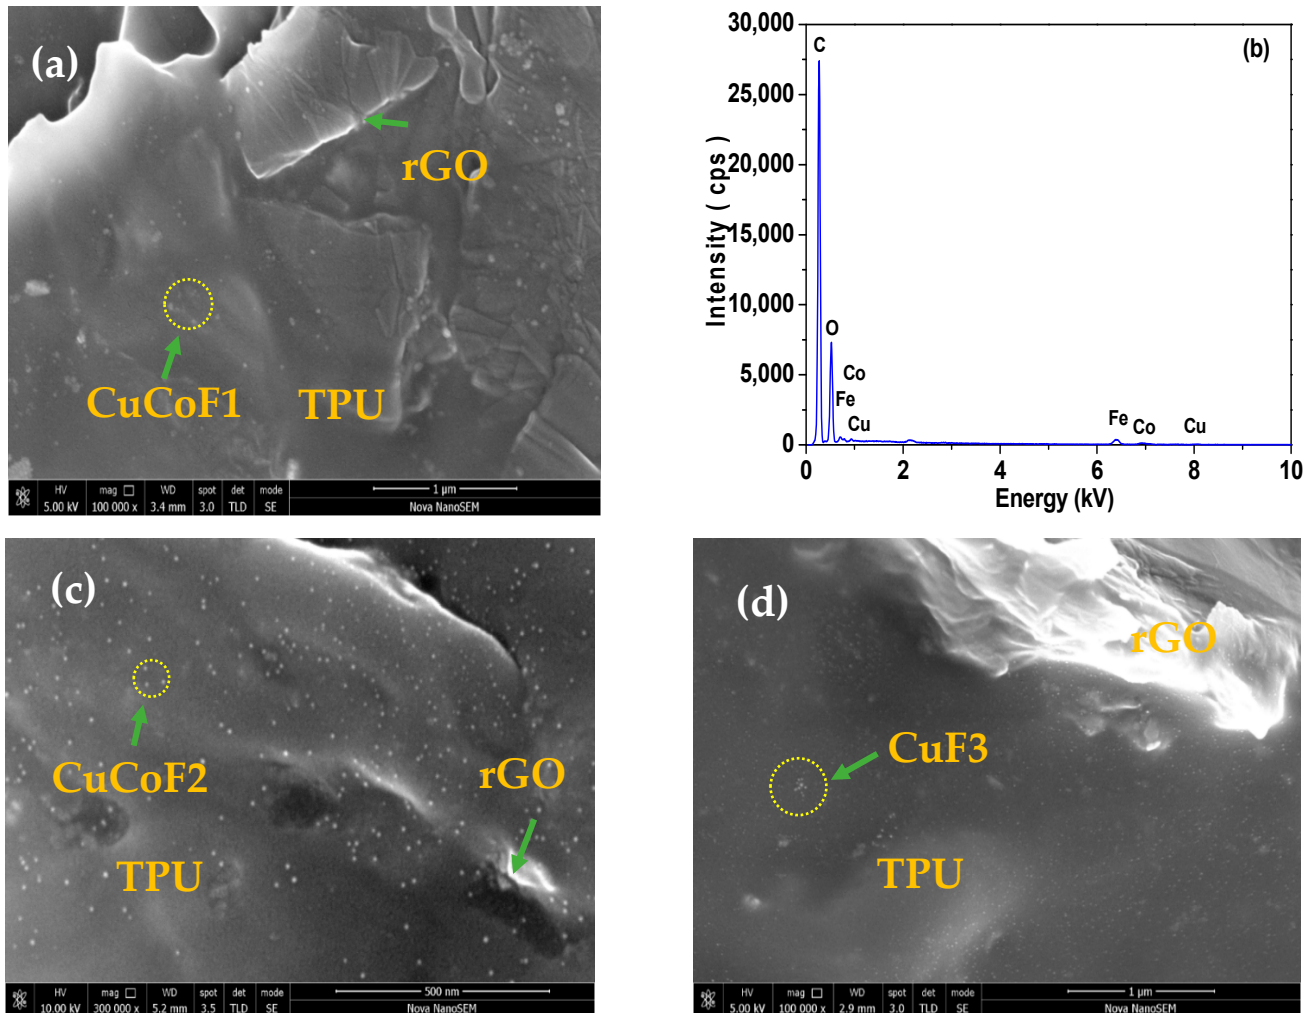 (a)
rGO
CuCoF1
TPU
HV mag □ WD spot det mode
5.00 kV 100 000 x 3.4 mm 3.0 TLD SE
1 µm
Nova NanoSEM
(b)
30,000
25,000
20,000
15,000
10,000
5,000
0
Intensity ( cps )
C
O
Co
Fe
Cu
Fe
Co
Cu
0 2 4 6 8 10
Energy (kV)
(c)
CuCoF2
rGO
TPU
HV mag □ WD spot det mode
10.00 kV 300 000 x 5.2 mm 3.5 TLD SE
500 nm
Nova NanoSEM
(d)
rGO
CuF3
TPU
HV mag □ WD spot det mode
5.00 kV 100 000 x 2.9 mm 3.0 TLD SE
1 µm
Nova NanoSEM